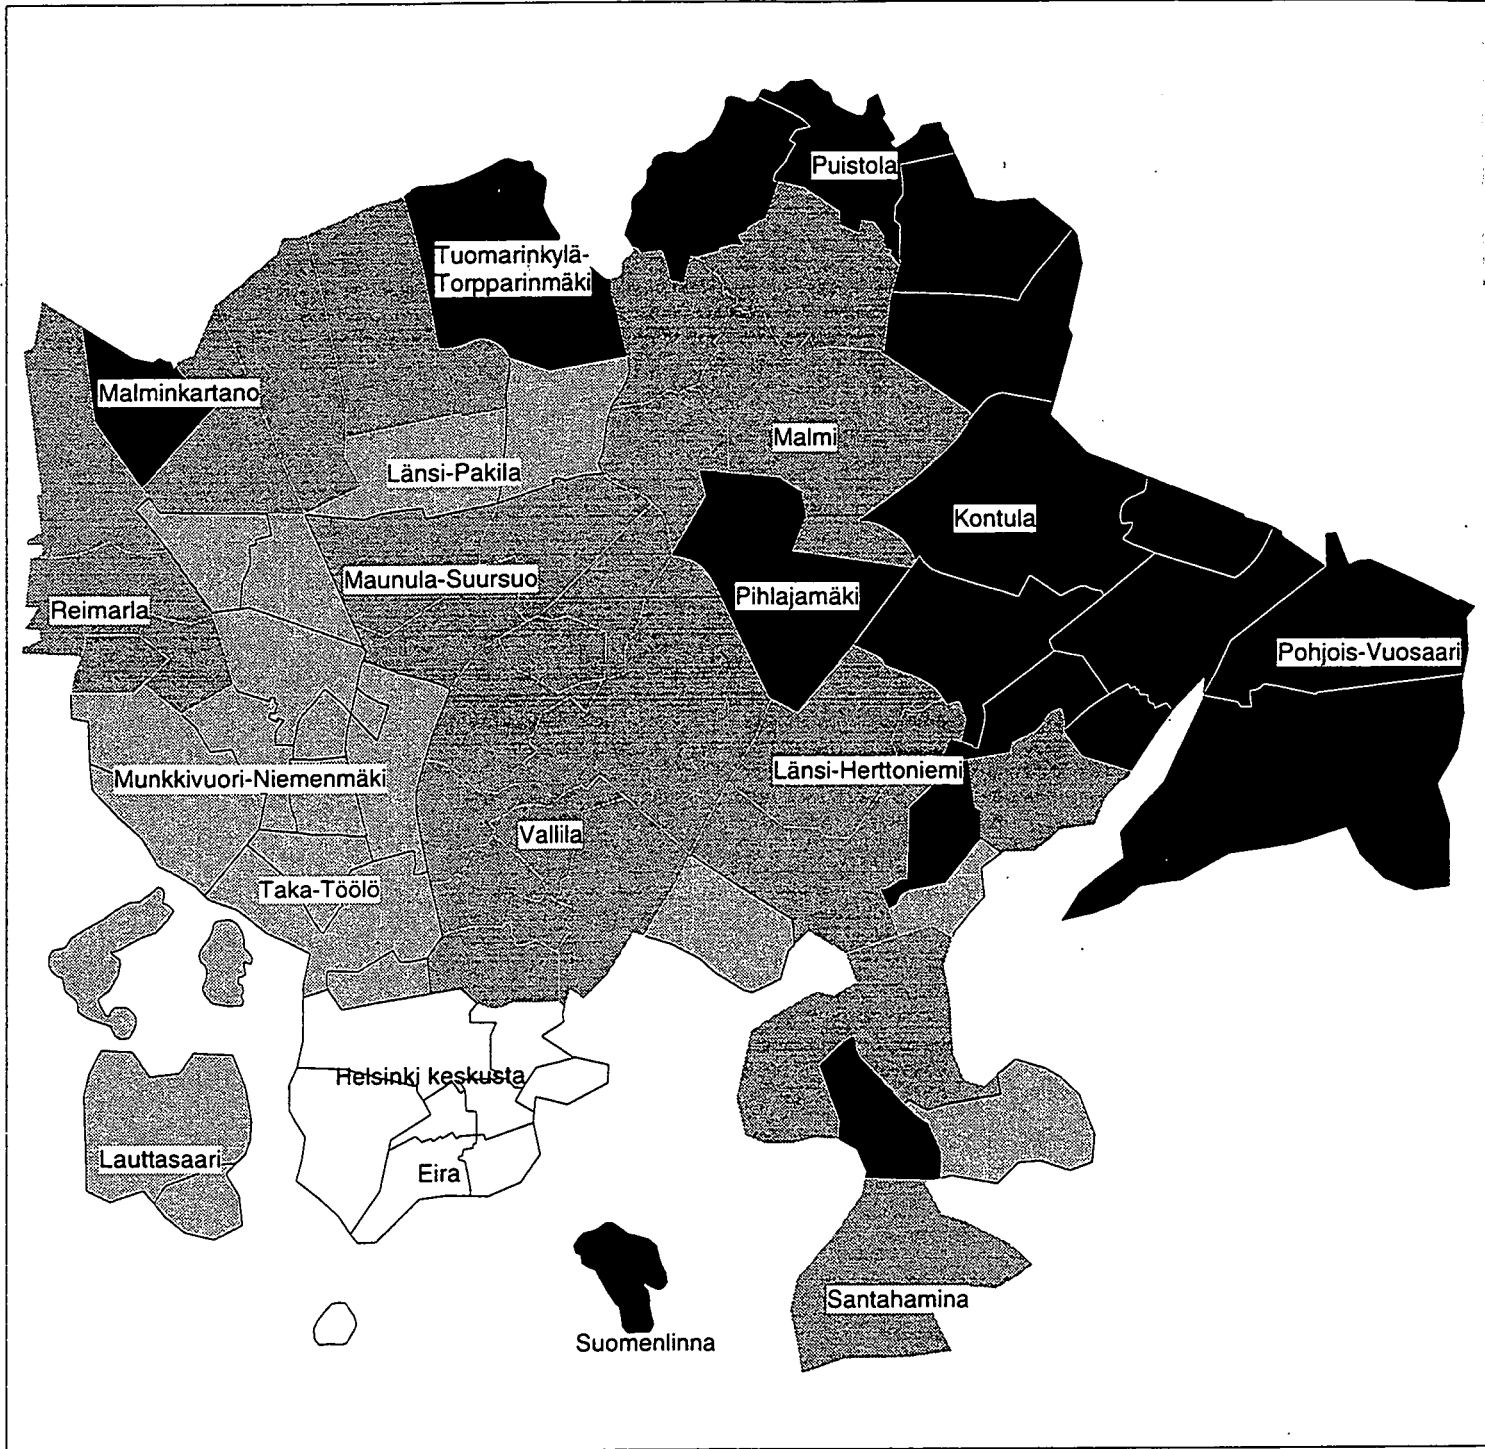 Puistola
Tuomarinkylä-
Torpparinmäki
Malminkartano
Malmi
Länsi-Pakila
Kontula
Maunula-Suursuo
Pihlajamäki
Reimarla
Pohjois-Vuosaari
Länsi-Herttoniemi
Munkkivuori-Niemenmäki
Vallila
Taka-Töölö
Helsinki keskusta
Lauttasaari
Eira
Santahamina
Suomenlinna